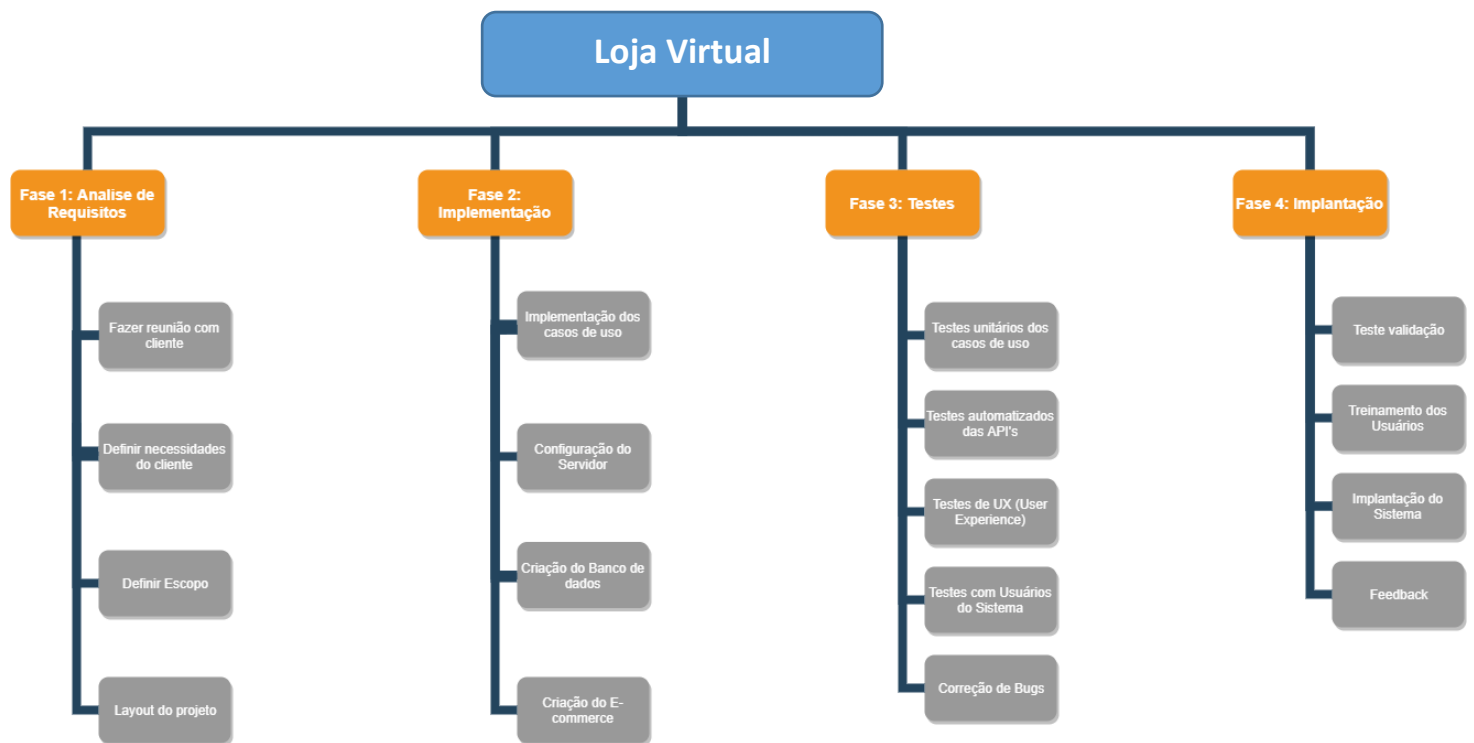 Loja Virtual
Fase 1: Analise de
Requisitos
Fazer reunião com
cliente
Definir necessidades
do cliente
Definir Escopo
Layout do projeto
Fase 2:
Implementação
Implementação dos
casos de uso
Configuração do
Servidor
Criação do Banco de
dados
Criação do E-
commerce
Fase 3: Testes
Testes unitários dos
casos de uso
Testes automatizados
das API's
Testes de UX (User
Experience)
Testes com Usuários
do Sistema
Correção de Bugs
Fase 4: Implantação
Teste validação
Treinamento dos
Usuários
Implantação do
Sistema
Feedback